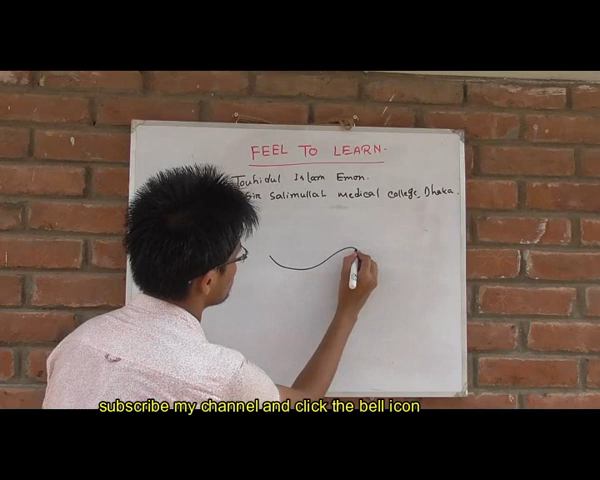 FEEL TO LEARN-
Touhidul Islam Emon.
Sir Salimullah medical college, Dhaka.
subscribe my channel and click the bell icon